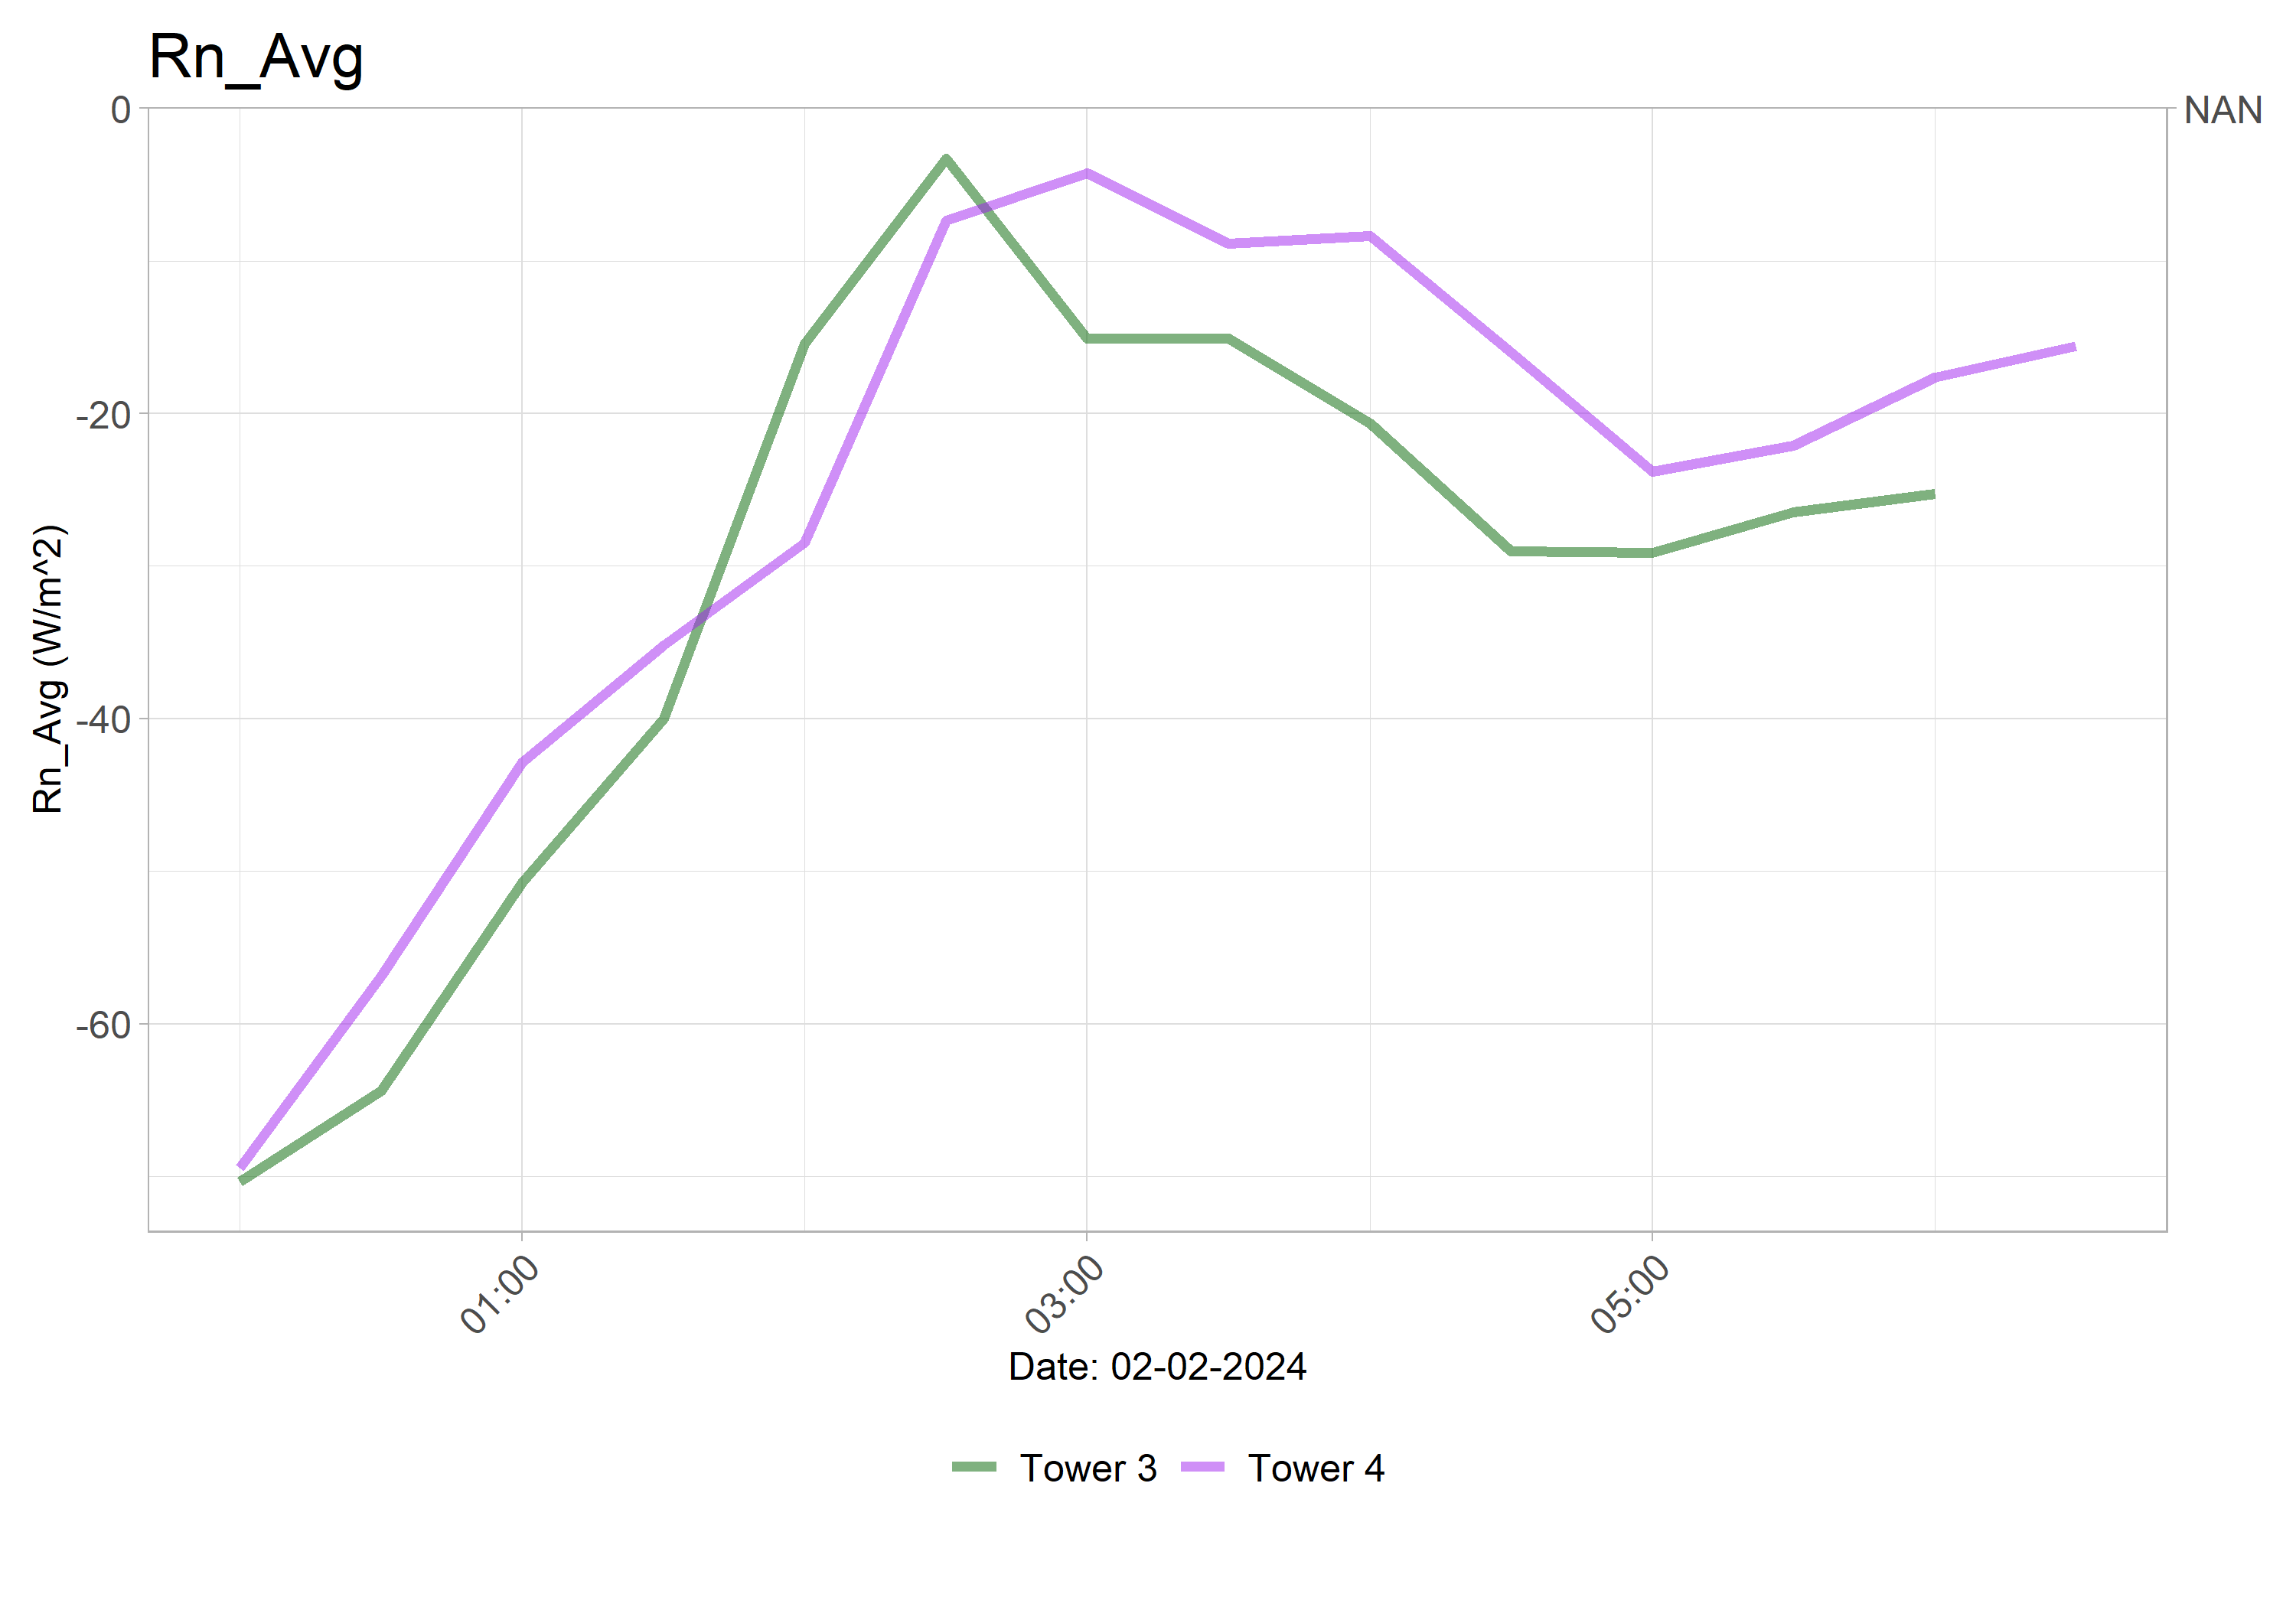 Rn_Avg
0
NAN
-20
-40
-60
Rn_Avg (W/m^2)
01:00
03:00
05:00
Date: 02-02-2024
Tower 3
Tower 4